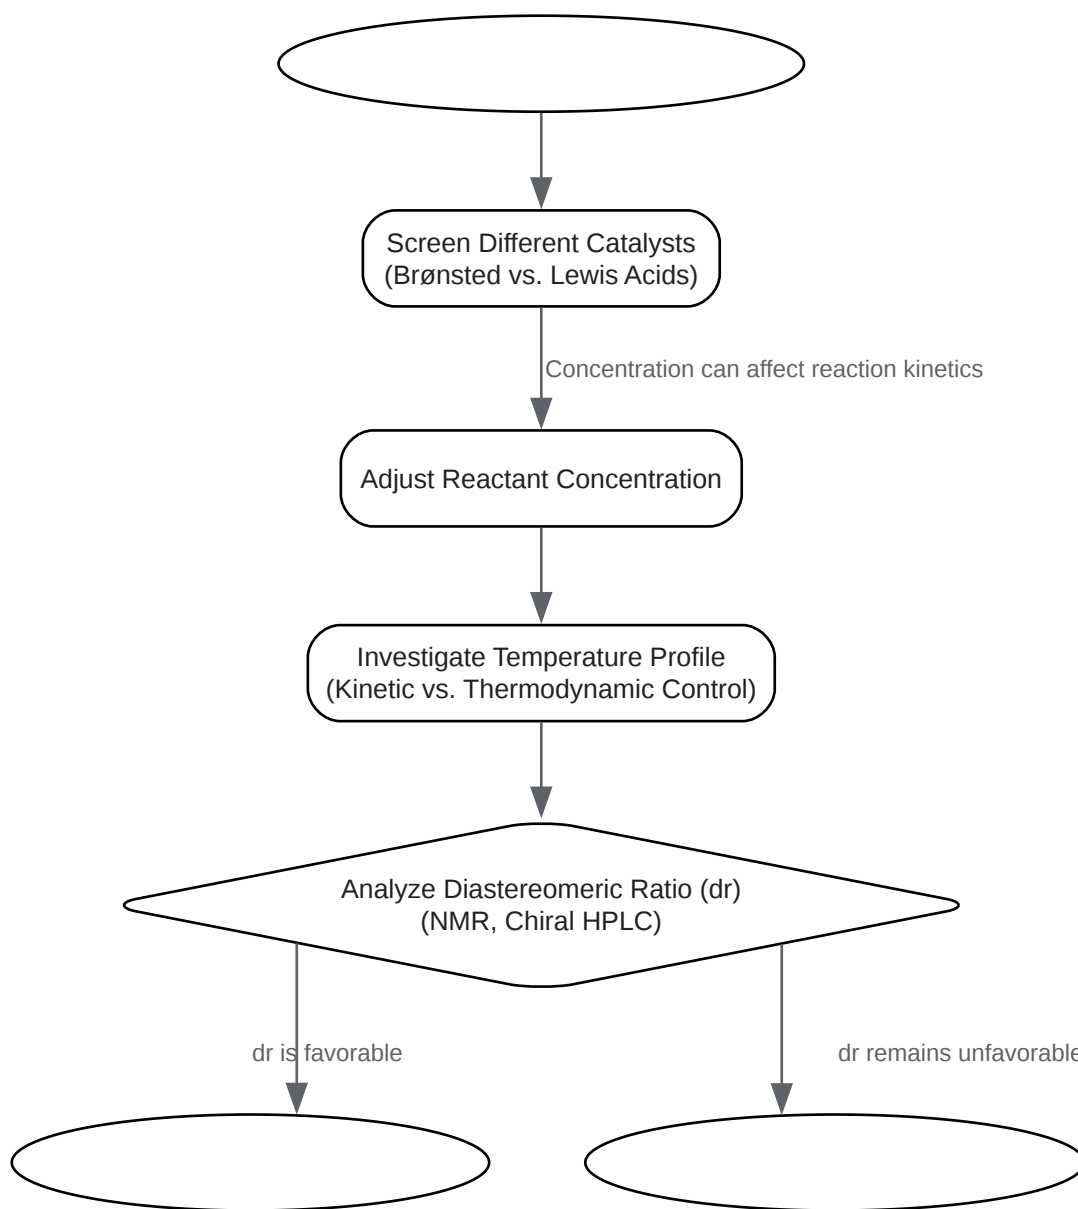 Screen Different Catalysts
(Brønsted vs. Lewis Acids)
Concentration can affect reaction kinetics
Adjust Reactant Concentration
Investigate Temperature Profile
(Kinetic vs. Thermodynamic Control)
Analyze Diastereomeric Ratio (dr)
(NMR, Chiral HPLC)
dr is favorable
dr remains unfavorable